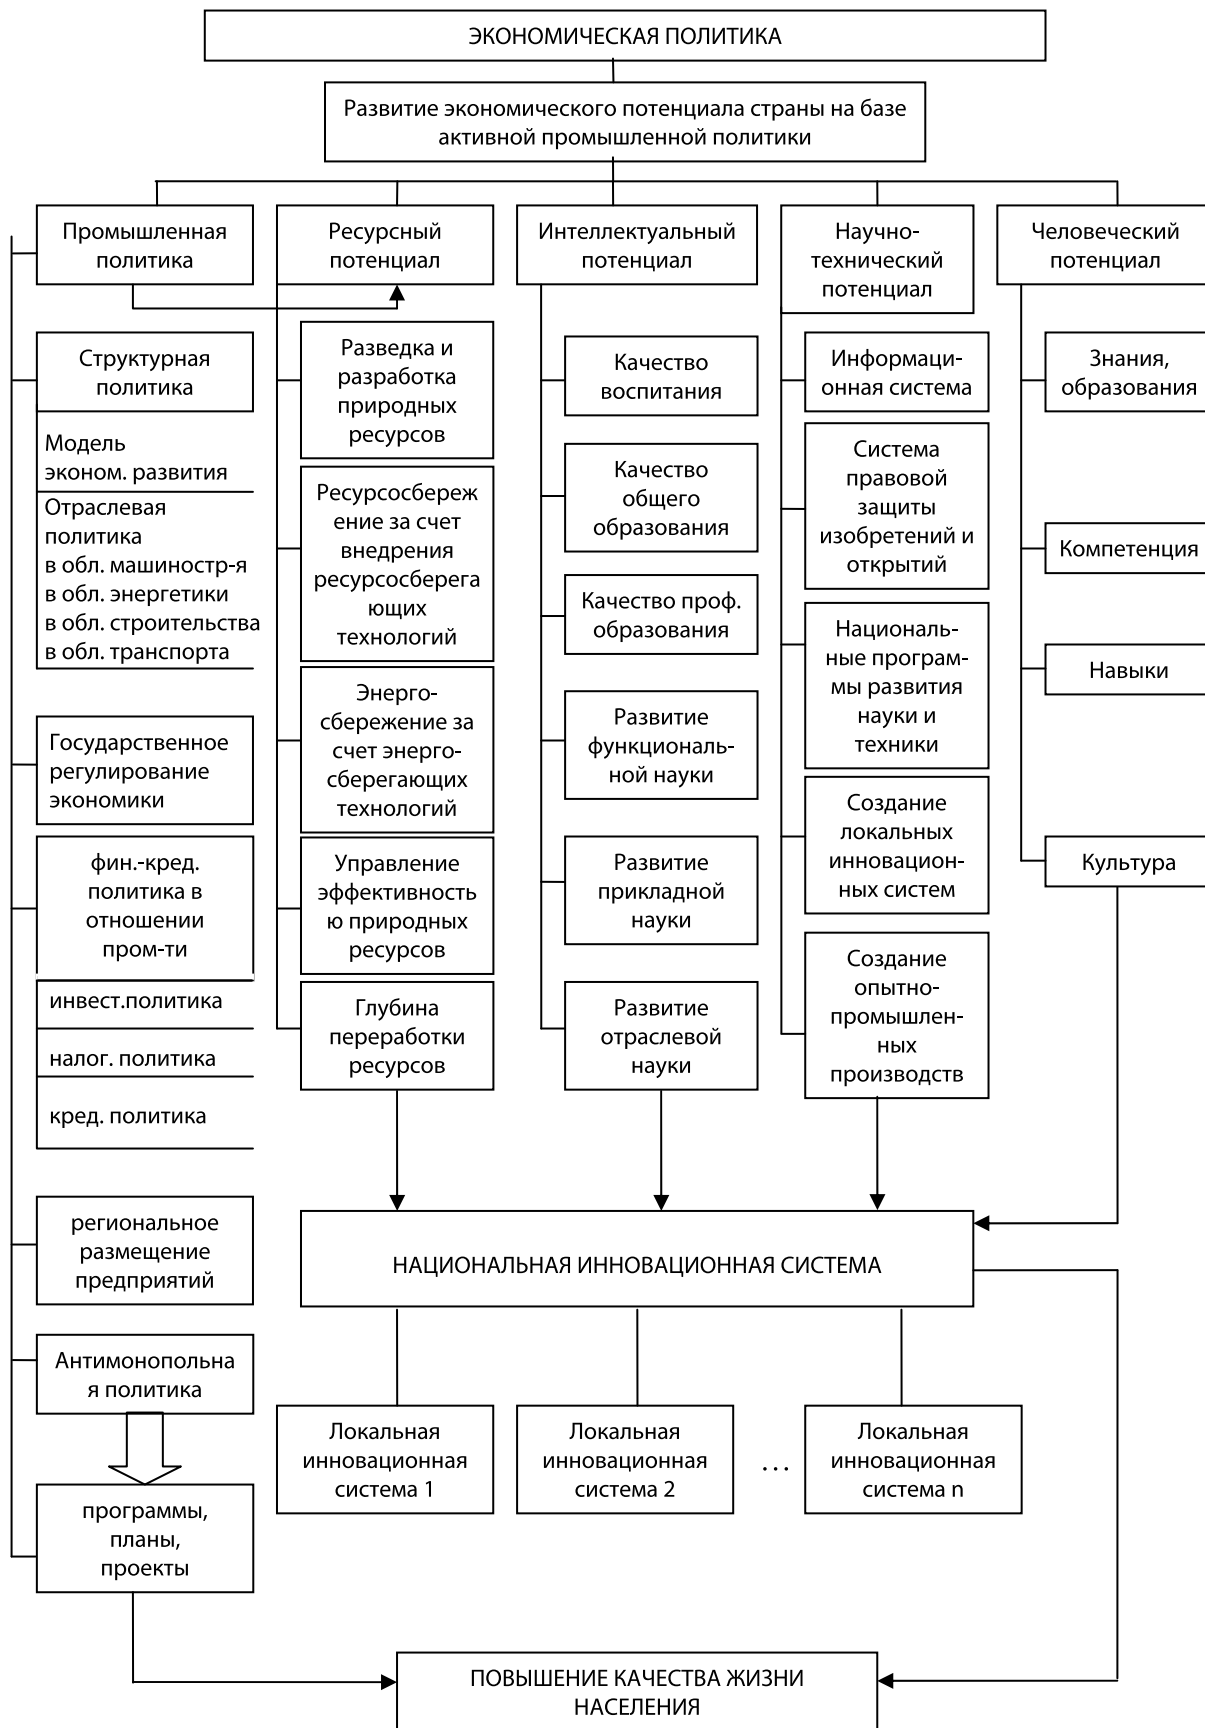 ЭКОНОМИЧЕСКАЯ ПОЛИТИКА
Развитие экономического потенциала страны на базе
активной промышленной политики
Промышленная
политика
Структурная
политика
Модель
эконом. развития
Отраслевая
политика
в обл. машиностр-я
в обл. энергетики
в обл. строительства
в обл. транспорта
Государственное
регулирование
экономики
фин.-кред.
политика в
отношении
пром-ти
инвест.политика
налог. политика
кред. политика
региональное
размещение
предприятий
Антимонопольна
я политика
программы,
планы,
проекты
Ресурсный
потенциал
Разведка и
разработка
природных
ресурсов
Ресурсосбереж
ение за счет
внедрения
ресурсосберега
ющих
технологий
Энерго-
сбережение за
счет энерго-
сберегающих
технологий
Управление
эффективность
ю природных
ресурсов
Глубина
переработки
ресурсов
Интеллектуальный
потенциал
Качество
воспитания
Качество
общего
образования
Качество проф.
образования
Развитие
функциональ-
ной науки
Развитие
прикладной
науки
Развитие
отраслевой
науки
Научно-
технический
потенциал
Информаци-
онная система
Система
правовой
защиты
изобретений и
открытий
Националь-
ные програм-
мы развития
науки и
техники
Создание
локальных
инновацион-
ных систем
Создание
опытно-
промышлен-
ных
производств
Человеческий
потенциал
Знания,
образования
Компетенция
Навыки
Культура
НАЦИОНАЛЬНАЯ ИННОВАЦИОННАЯ СИСТЕМА
Локальная
инновационная
система 1
Локальная
инновационная
система 2
...
Локальная
инновационная
система n
ПОВЫШЕНИЕ КАЧЕСТВА ЖИЗНИ
НАСЕЛЕНИЯ